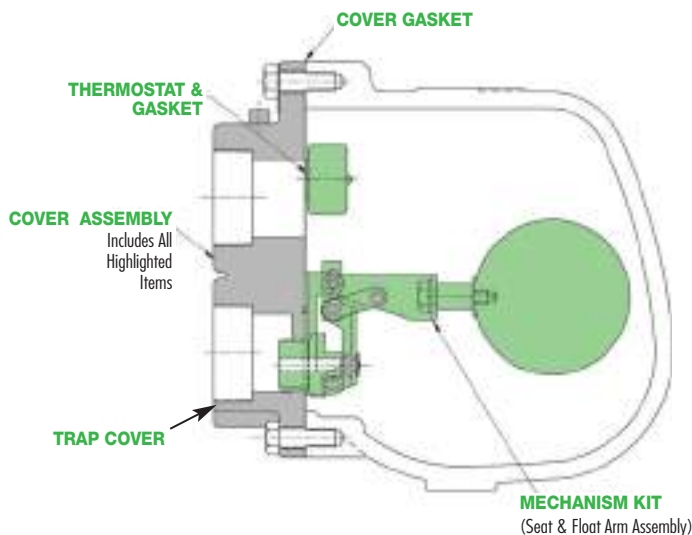 COVER GASKET
THERMOSTAT &
GASKET
COVER ASSEMBLY
Includes All
Highlighted
Items
TRAP COVER
MECHANISM KIT
(Seat & Float Arm Assembly)